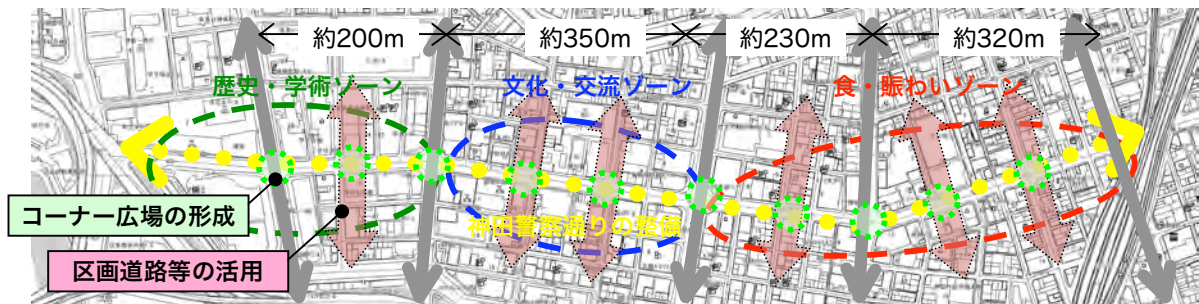 約200m
約350m
約230m
約320m
歴史・学術ゾーン
文化・交流ゾーン
食・賑わいゾーン
コーナー広場の形成
神田警察通りの整備
区画道路等の活用